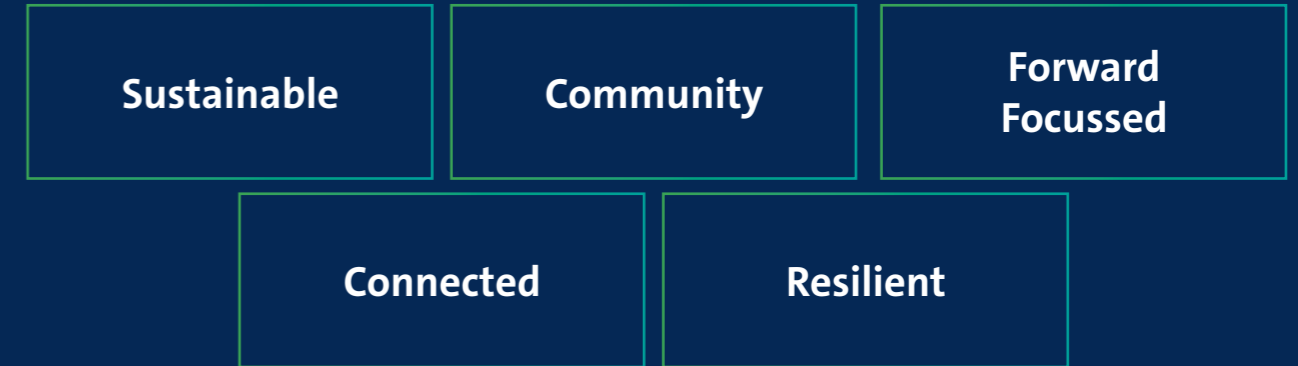 Sustainable
Community
Forward
Focussed
Connected
Resilient